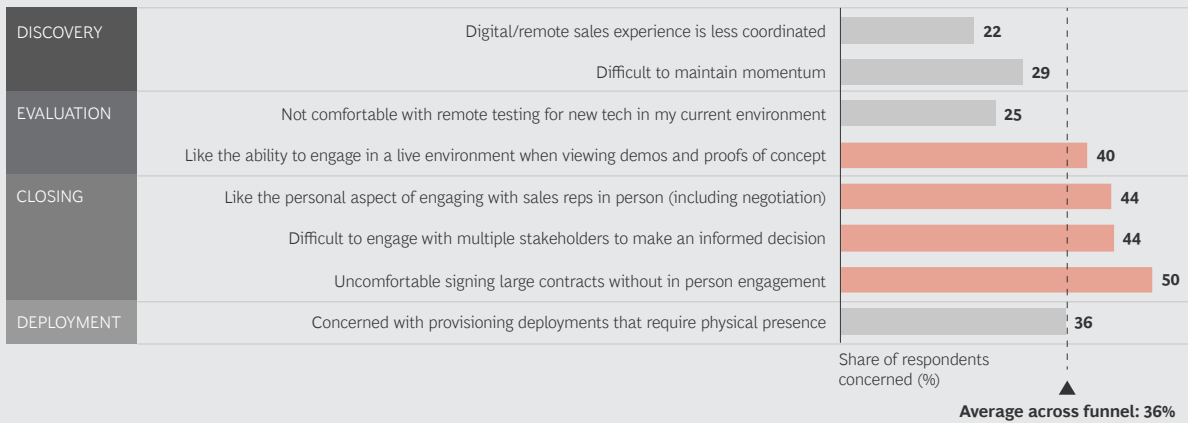 DISCOVERY
Digital/remote sales experience is less coordinated
22
Difficult to maintain momentum
29
EVALUATION
Not comfortable with remote testing for new tech in my current environment
25
Like the ability to engage in a live environment when viewing demos and proofs of concept
40
CLOSING
Like the personal aspect of engaging with sales reps in person (including negotiation)
44
Difficult to engage with multiple stakeholders to make an informed decision
44
Uncomfortable signing large contracts without in person engagement
50
DEPLOYMENT
Concerned with provisioning deployments that require physical presence
36
Share of respondents
concerned (%)
Average across funnel: 36%